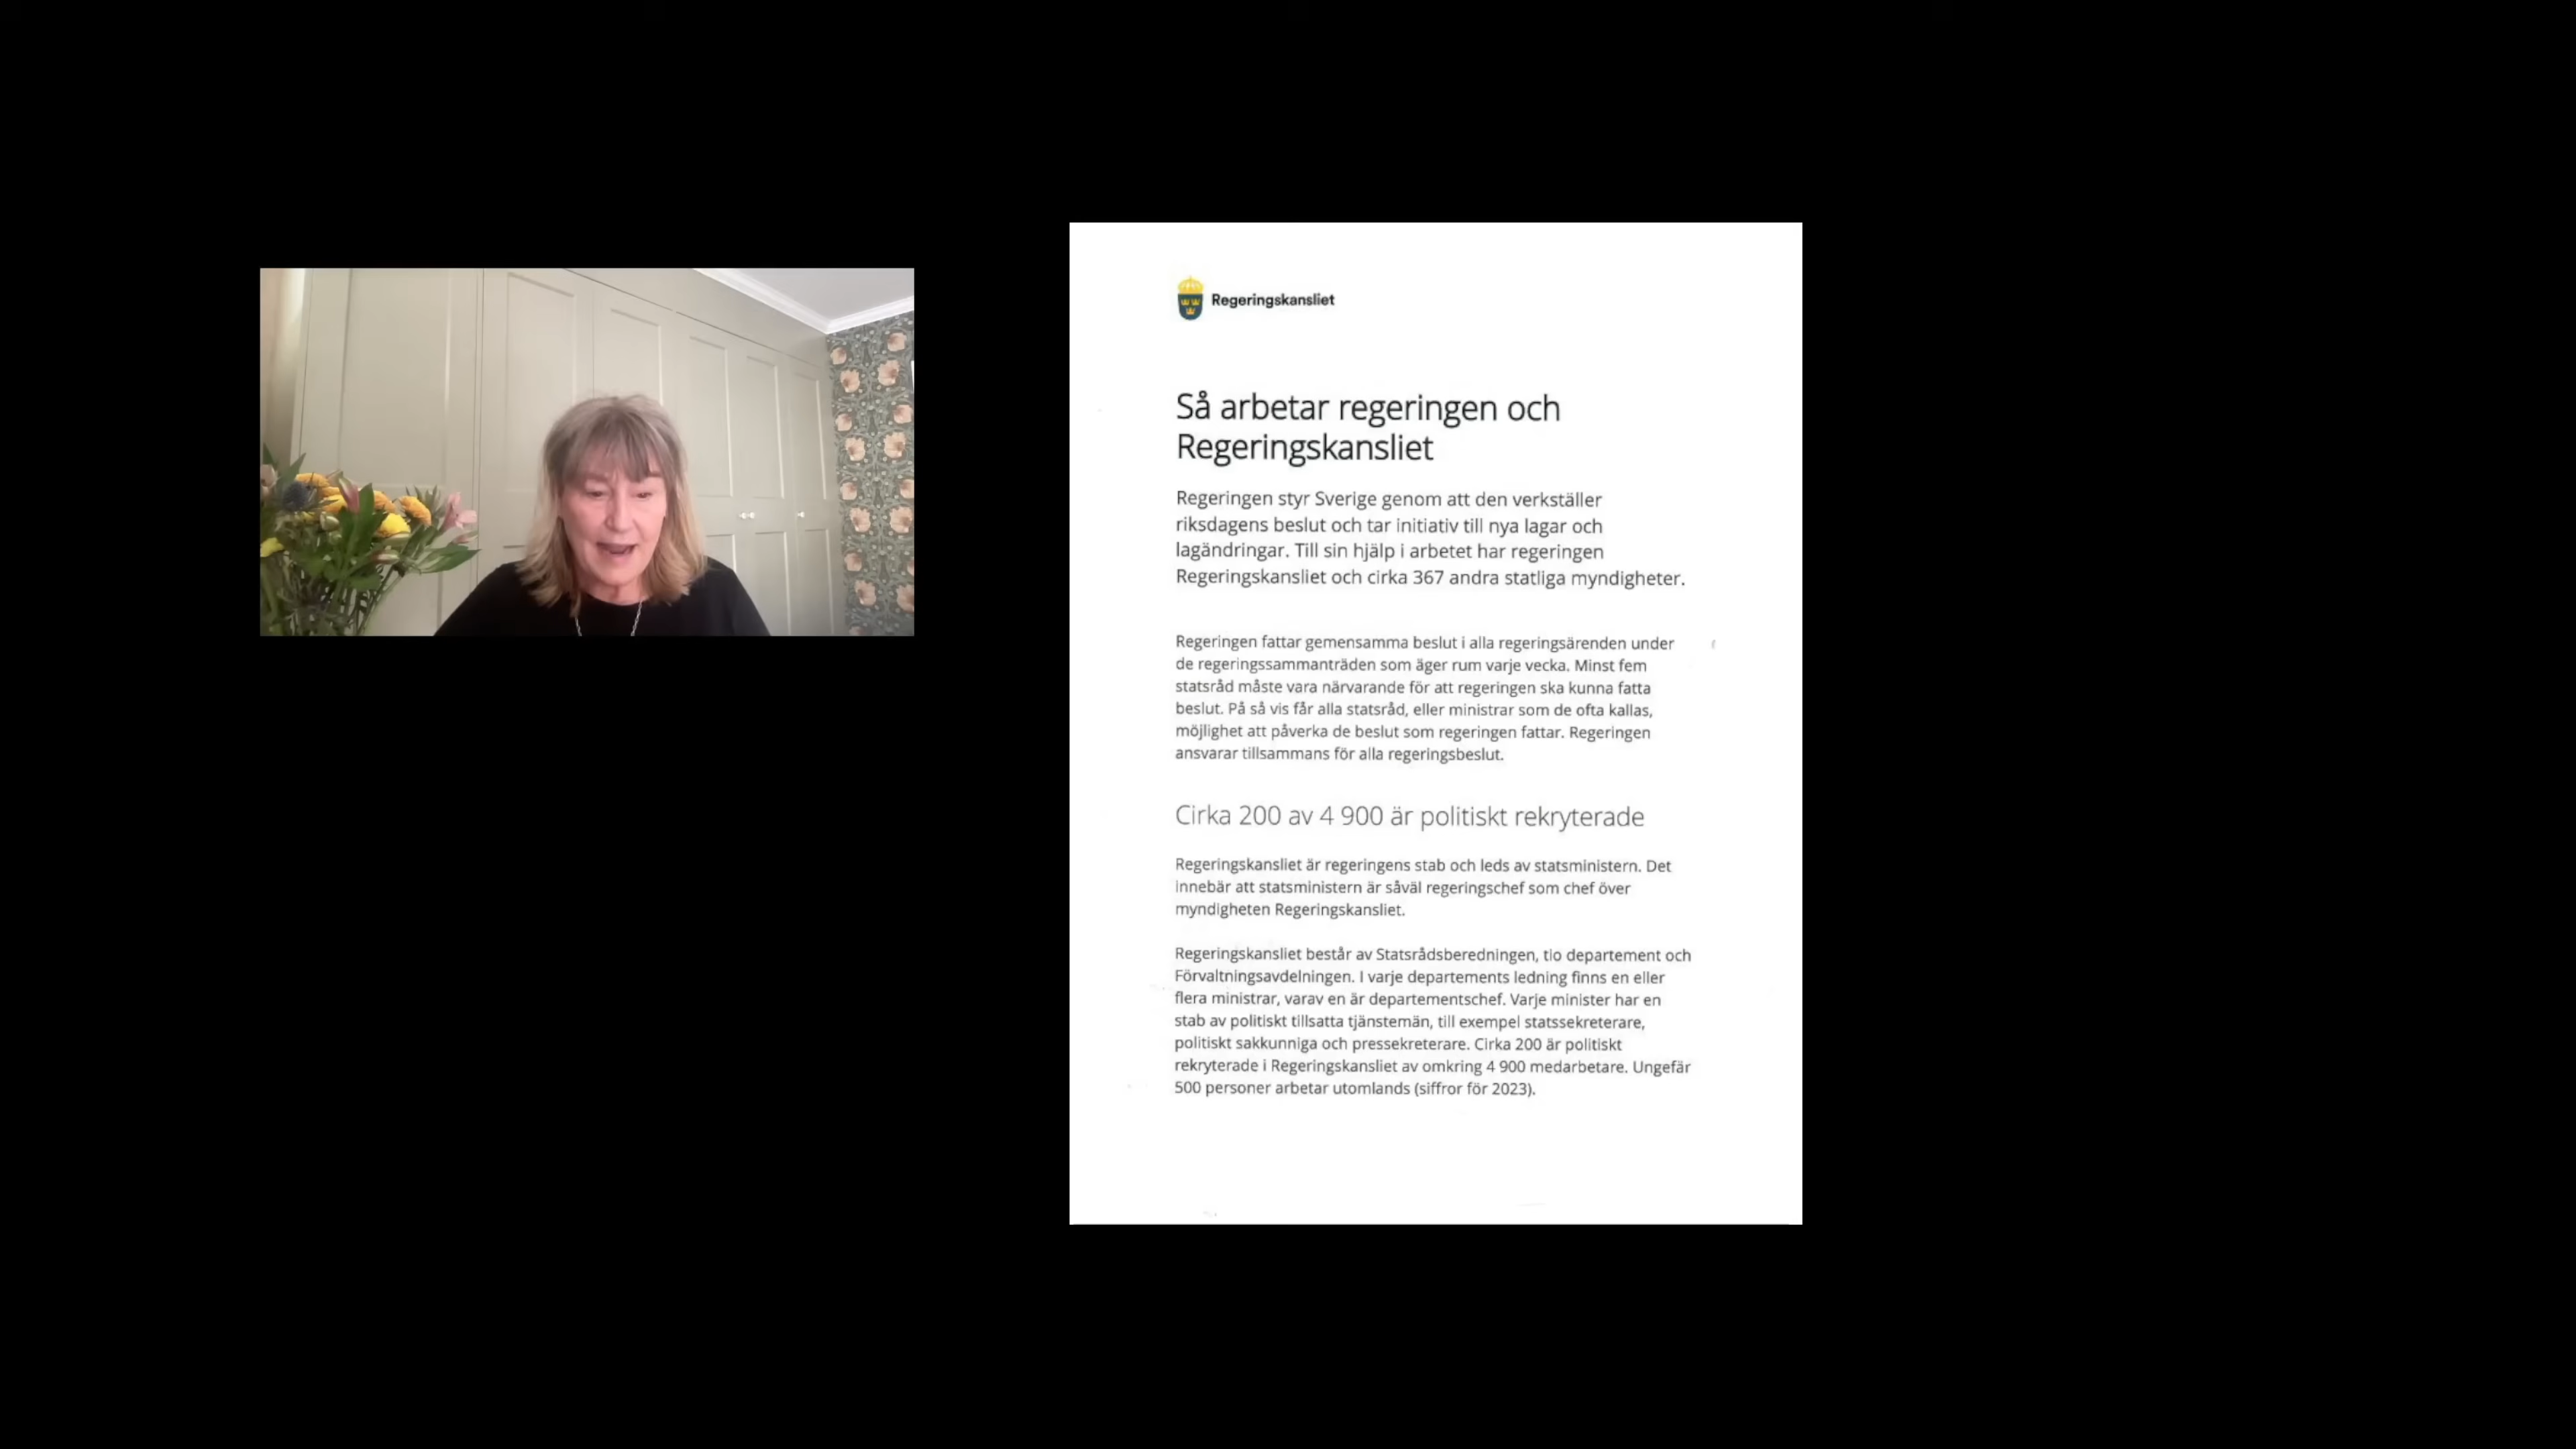 Regeringskansliet
Så arbetar regeringen och
Regeringskansliet
Regeringen styr Sverige genom att den verkställer
riksdagens beslut och tar initiativ till nya lagar och
lagändringar. Till sin hjälp i arbetet har regeringen
Regeringskansliet och cirka 367 andra statliga myndigheter.
Regeringen fattar gemensamma beslut i alla regeringsärenden under
de regeringssammanträden som äger rum varje vecka. Minst fem
statsråd måste vara närvarande för att regeringen ska kunna fatta
beslut. På så vis får alla statsråd, eller ministrar som de ofta kallas,
möjlighet att påverka de beslut som regeringen fattar. Regeringen
ansvarar tillsammans för alla regeringsbeslut.
Cirka 200 av 4 900 är politiskt rekryterade
Regeringskansliet är regeringens stab och leds av statsministern. Det
innebär att statsministern är såväl regeringschef som chef över
myndigheten Regeringskansliet.
Regeringskansliet består av Statsrådsberedningen, tio departement och
Förvaltningsavdelningen. I varje departements ledning finns en eller
flera ministrar, varav en är departementschef. Varje minister har en
stab av politiskt tillsatta tjänstemän, till exempel statssekreterare,
politiskt sakkunniga och pressekreterare. Cirka 200 är politiskt
rekryterade i Regeringskansliet av omkring 4 900 medarbetare. Ungefär
500 personer arbetar utomlands (siffror för 2023).